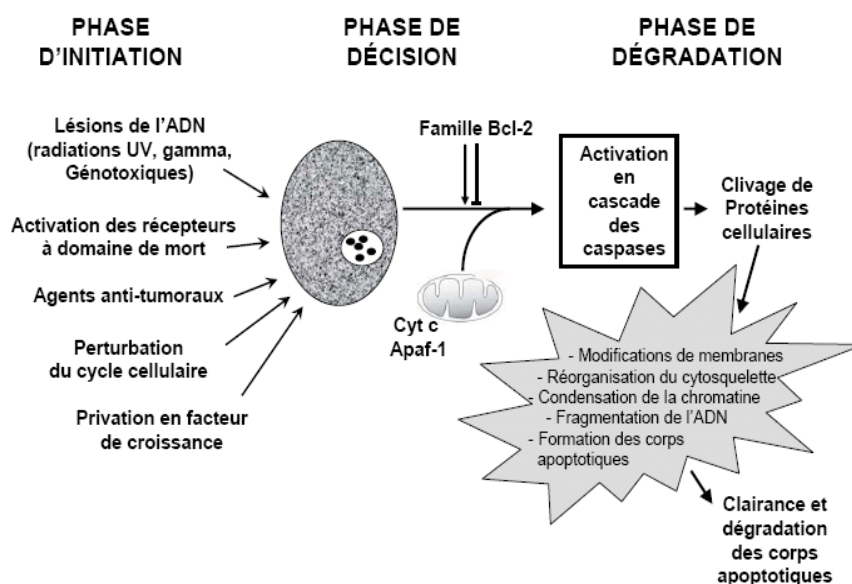 PHASE
D'INITIATION
PHASE DE
DÉCISION
PHASE DE
DÉGRADATION
Lésions de l'ADN
(radiations UV, gamma,
Génotoxiques)
Activation des récepteurs
à domaine de mort
Agents anti-tumoraux
Perturbation
du cycle cellulaire
Privation en facteur
de croissance
Famille Bcl-2
Cyt c
Apaf-1
Activation
en
cascade
des
caspases
Clivage de
Protéines
cellulaires
- Modifications de membranes
- Réorganisation du cytosquelette
- Condensation de la chromatine
- Fragmentation de l'ADN
- Formation des corps
apoptotiques
Clairance et
dégradation
des corps
apoptotiques